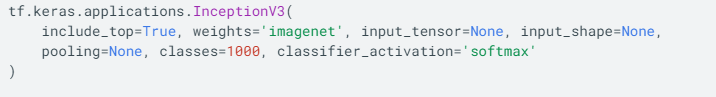 tf.keras.applications.InceptionV3(
    include_top=True, weights='imagenet', input_tensor=None, input_shape=None,
    pooling=None, classes=1000, classifier_activation='softmax'
)